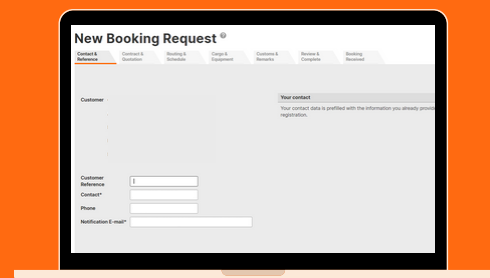 New Booking Request
Contact &
Reference
Contract &
Quotation
Routing &
Schedule
Cargo &
Equipment
Customs &
Remarks
Review &
Complete
Booking
Received
Customer
Your contact
Your contact data is prefilled with the information you already provid
registration.
Customer
Reference
Contact*
Phone
Notification E-mail*